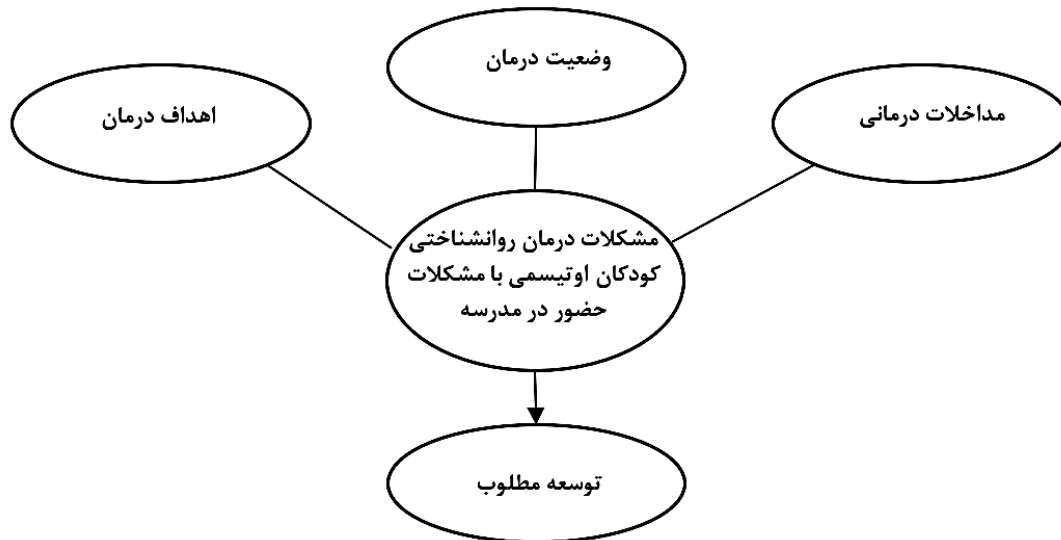 وضعیت درمان
مداخلات درمانی
اهداف درمان
مشکلات درمان روانشناختی
کودکان اوتیسمی با مشکلات
حضور در مدرسه
توسعه مطلوب